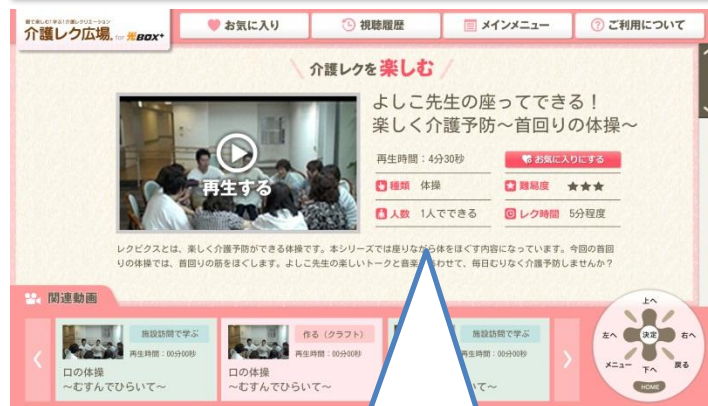 観て楽しむ!学ぶ!介護レクリエーション
介護レク広場. for 光BOX+
お気に入り
視聴履歴
メインメニュー
ご利用について
介護レクを楽しむ
再生する
よしこ先生の座ってできる!
楽しく介護予防～首回りの体操～
再生時間:4分30秒
お気に入りにする
種類 体操
難易度 ★★★
人数 1人でできる
レク時間 5分程度
レクビクスとは、楽しく介護予防ができる体操です。本シリーズでは座りながら体をほぐす内容になっています。今回の首回
りの体操では、首回りの筋をほぐします。よしこ先生の楽しいトークと音楽 わせて、毎日むりなく介護予防しませんか?
関連動画
施設訪問で学ぶ
再生時間:00分00秒
口の体操
～むすんでひらいて～
作る(クラフト)
再生時間:00分00秒
口の体操
～むすんでひらいて～
施設訪問で学ぶ
再生時間:00分00秒
いて～
上へ
左へ
決定
右へ
メニュー
下へ
戻る
HOME